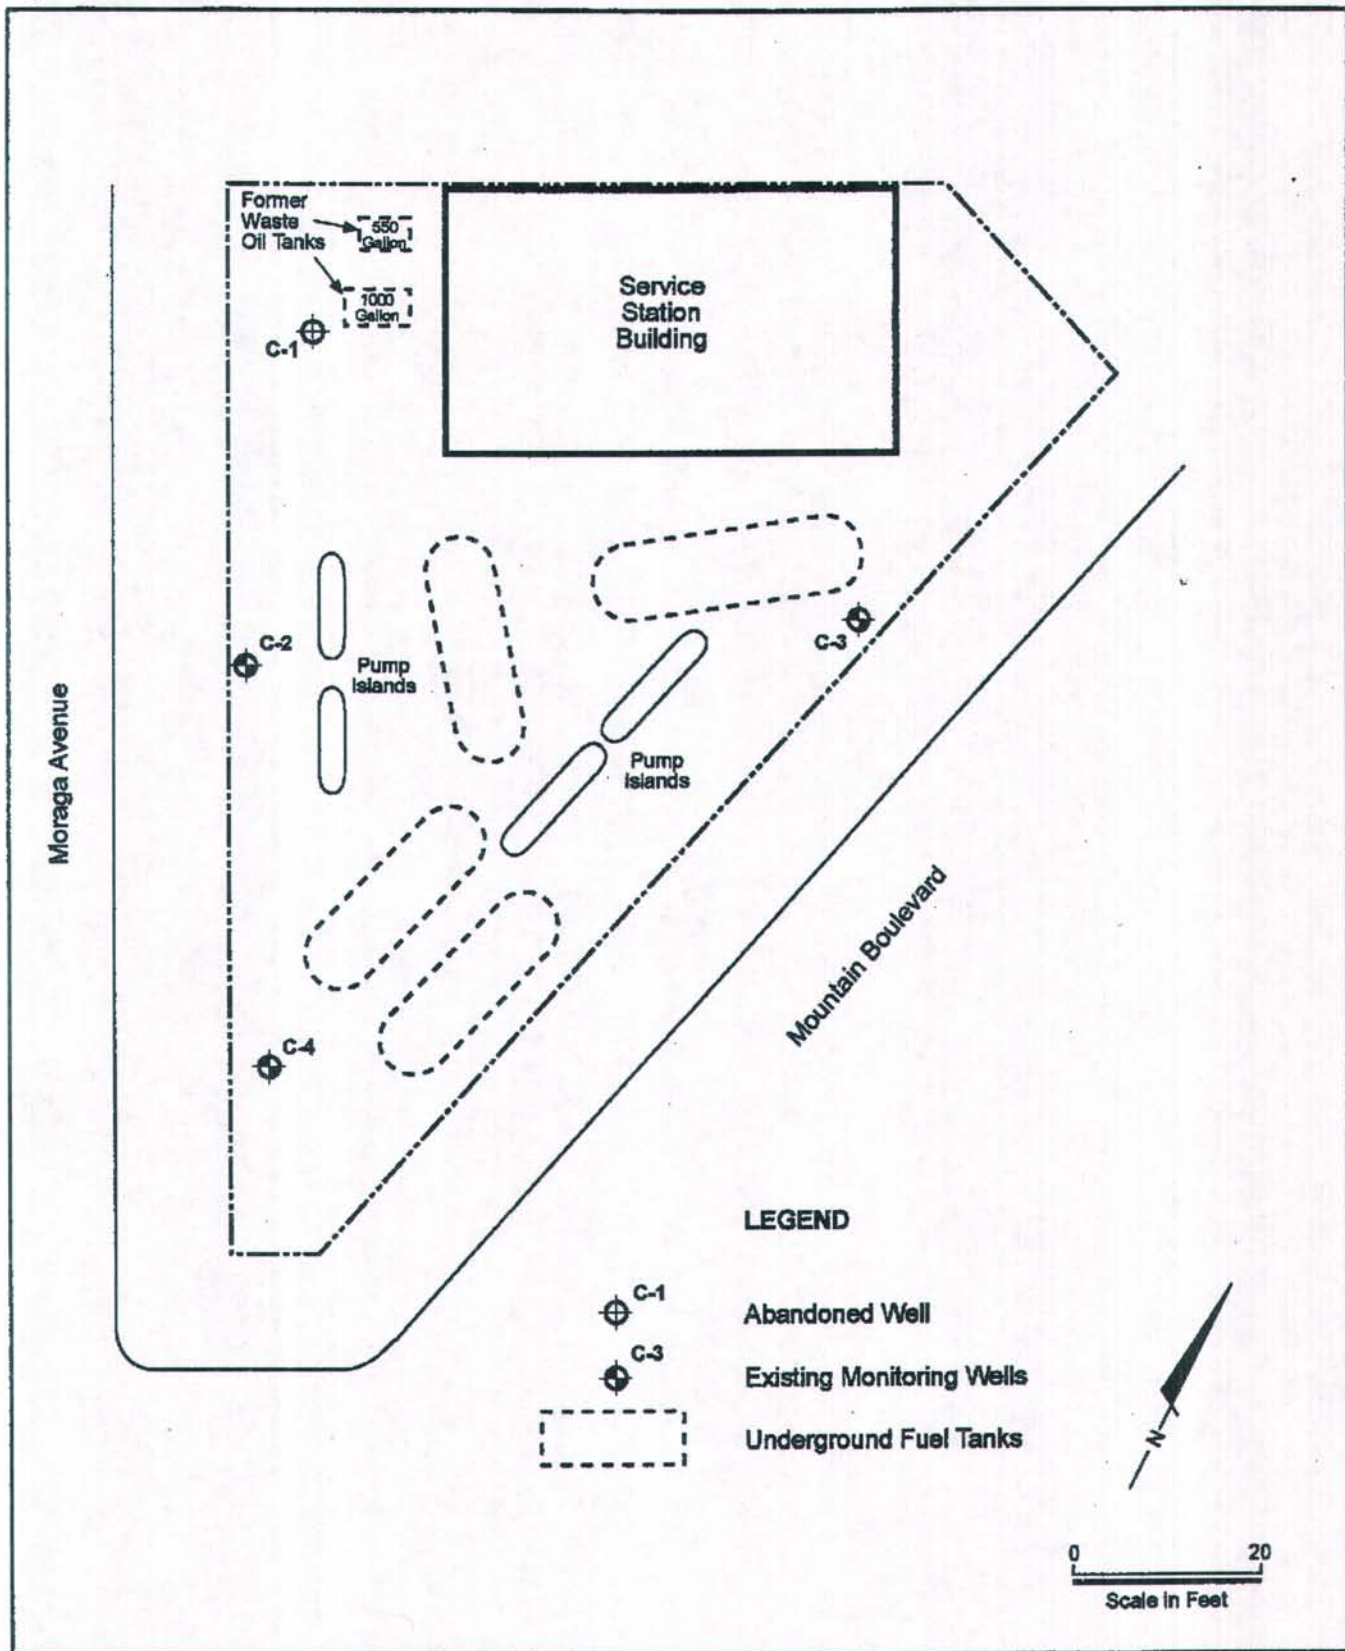 Former
Waste
Oil Tanks
550
Gallon
1000
Gallon
C-1
Service
Station
Building
C-2
Pump
Islands
C-3
Pump
Islands
Moraga Avenue
Mountain Boulevard
C-4
LEGEND
C-1
Abandoned Well
C-3
Existing Monitoring Wells
Underground Fuel Tanks
N
0 20
Scale in Feet